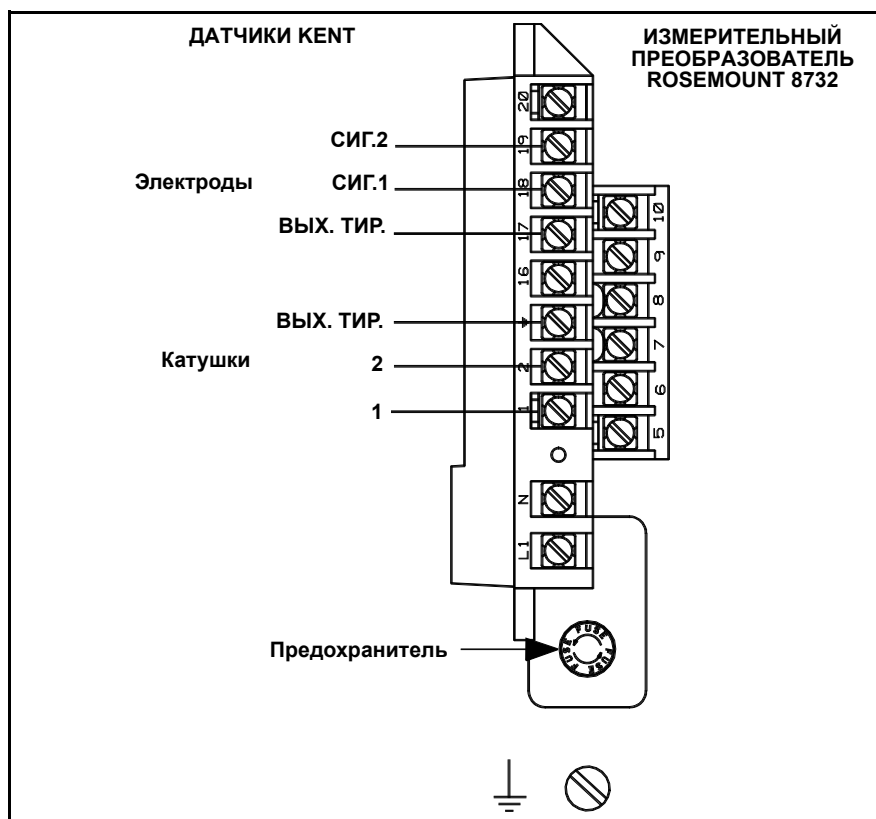 ДАТЧИКИ KENT
ИЗМЕРИТЕЛЬНЫЙ
ПРЕОБРАЗОВАТЕЛЬ
ROSEMOUNT 8732
20
СИГ.2
19
Электроды
СИГ.1
18
ВЫХ. ТИР.
17
16
ВЫХ. ТИР.
Катушки
2
2
1
1
10
9
8
7
6
5
N
L1
Предохранитель
FUSE FUSE FUSE